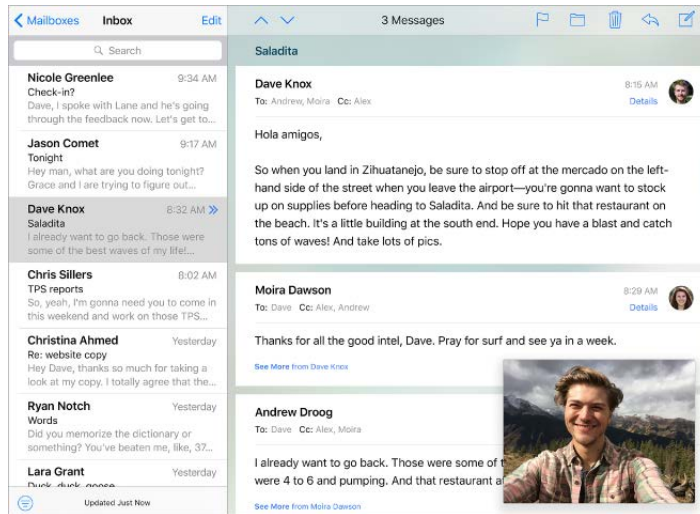 Mailboxes
Inbox
Edit
Search
Nicole Greenlee 9:34 AM
Check-in?
Dave, I spoke with Lane and he's going
through the feedback now. Let's get to...
Jason Comet 9:17 AM
Tonight
Hey man, what are you doing tonight?
Grace and I are trying to figure out...
Dave Knox 8:32 AM
Saladita
I already want to go back. Those were
some of the best waves of my life!...
Chris Sillers 8:02 AM
TPS reports
So, yeah, I'm gonna need you to come in
this weekend and work on those TPS...
Christina Ahmed Yesterday
Re: website copy
Hey Dave, thanks so much for taking a
look at my copy. I totally agree that the...
Ryan Notch Yesterday
Words
Did you memorize the dictionary or
something? You've beaten me, like, 37...
Lara Grant Yesterday
Duck, duck, goose
Updated Just Now
3 Messages
Saladita
Dave Knox 8:15 AM
To: Andrew, Moira Cc: Alex Details
Hola amigos,
So when you land in Zihuatanejo, be sure to stop off at the mercado on the left-
hand side of the street when you leave the airport—you're gonna want to stock
up on supplies before heading to Saladita. And be sure to hit that restaurant on
the beach. It's a little building at the south end. Hope you have a blast and catch
tons of waves! And take lots of pics.
Moira Dawson 8:29 AM
To: Dave Cc: Alex, Andrew Details
Thanks for all the good intel, Dave. Pray for surf and see ya in a week.
See More from Dave Knox
Andrew Droog
To: Dave Cc: Alex, Moira
I already want to go back. Those were some of
were 4 to 6 and pumping. And that restaurant
See More from Moira Dawson